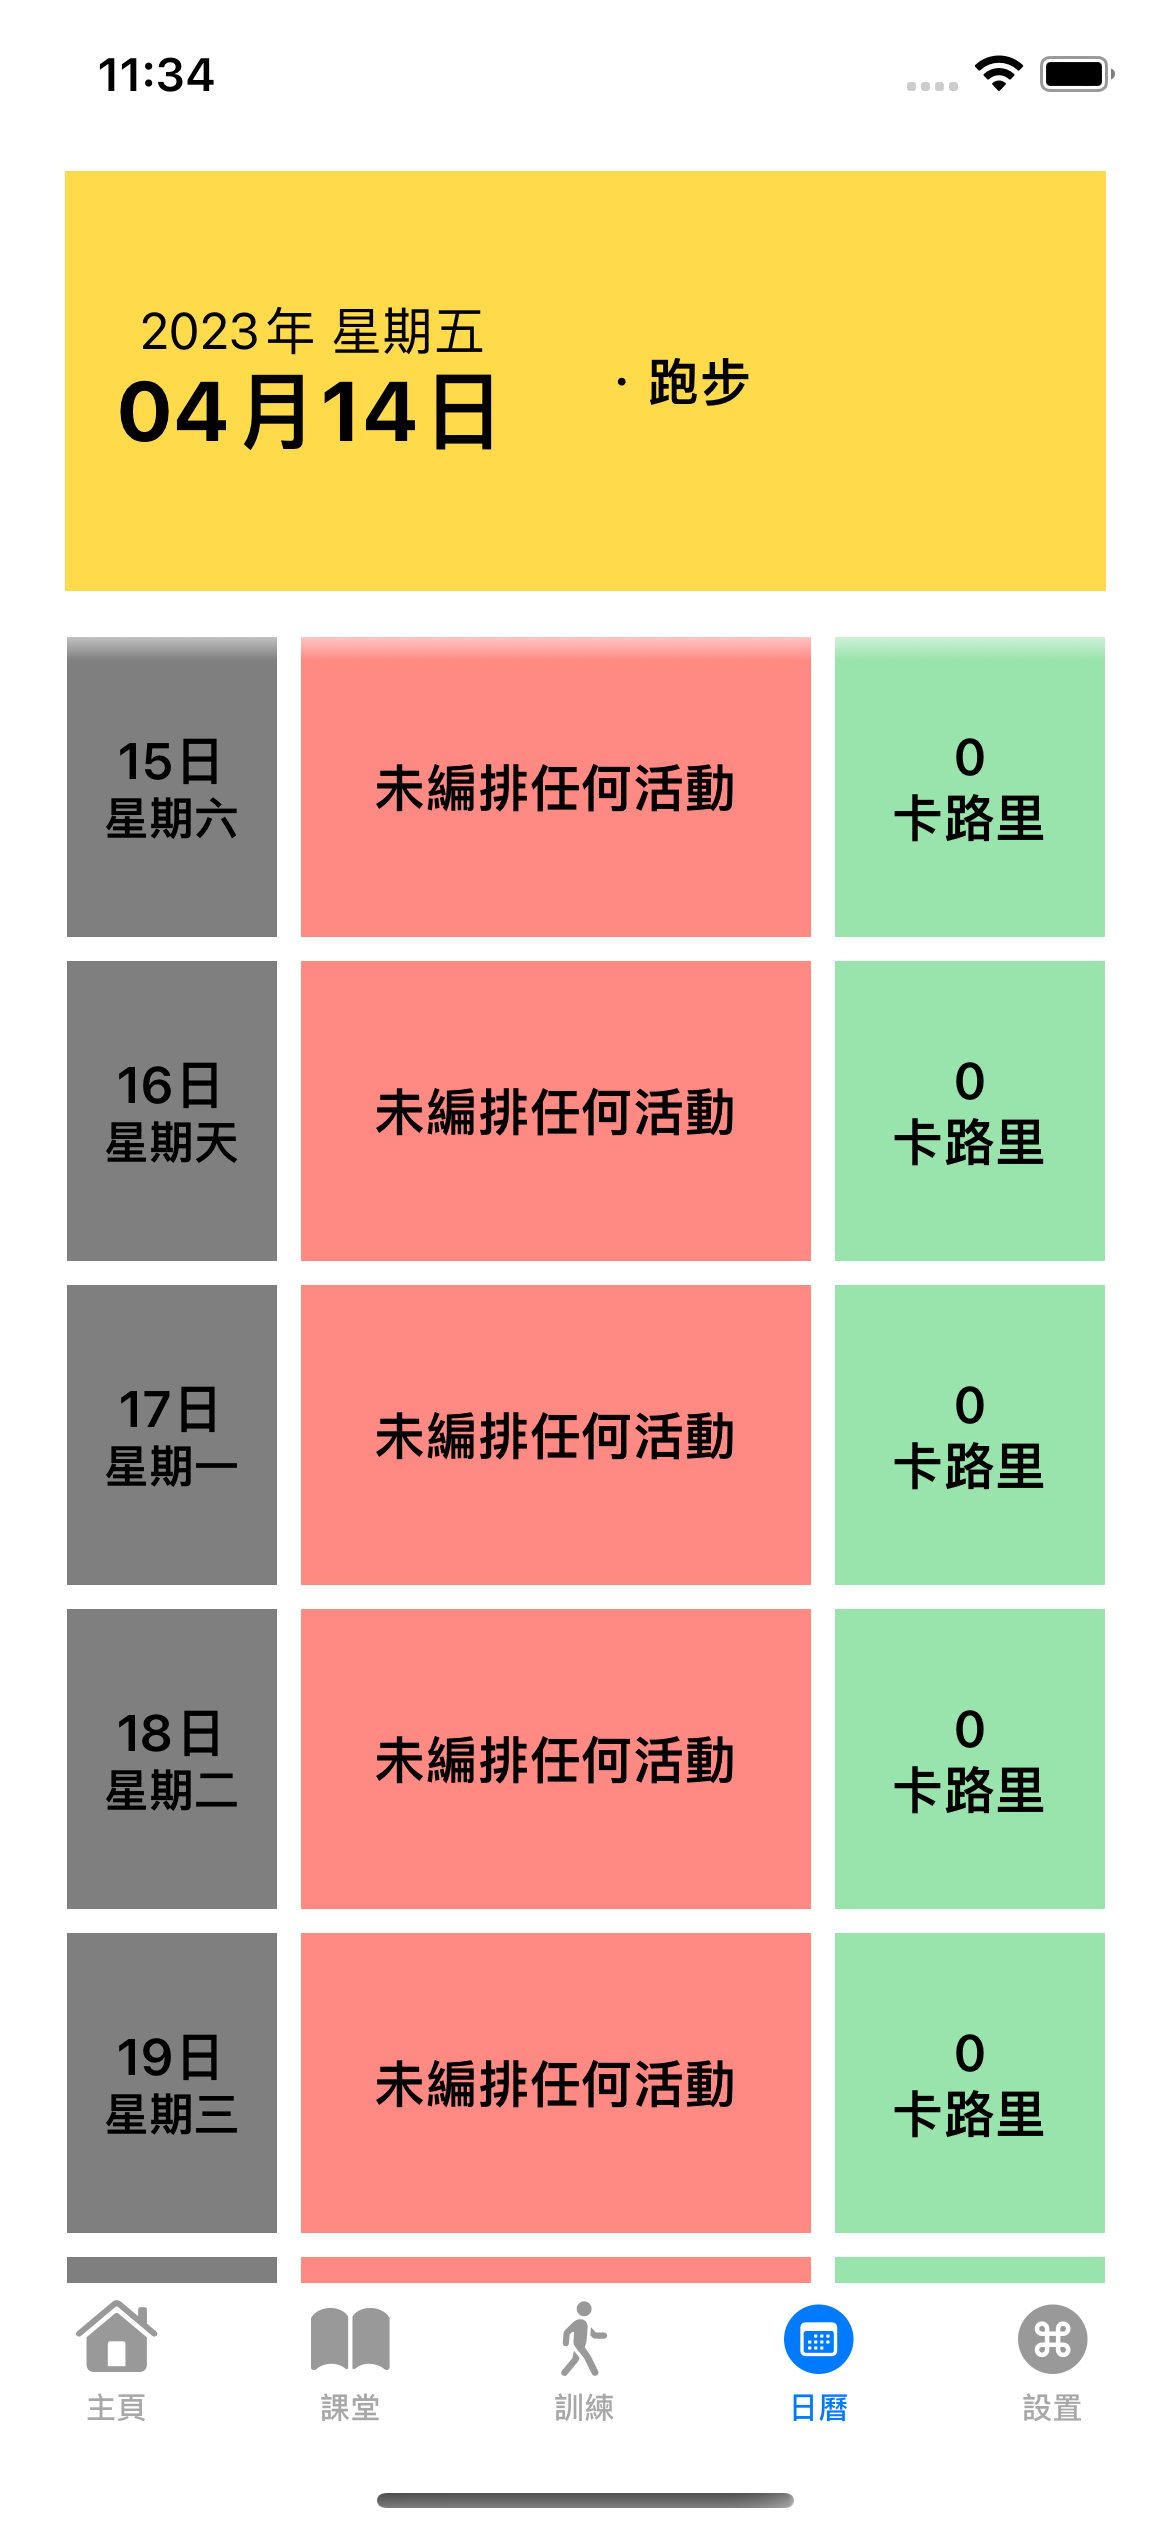 11:34
2023年 星期五
04月14日
· 跑步
15日
星期六
未編排任何活動
0
卡路里
16日
星期天
未編排任何活動
0
卡路里
17日
星期一
未編排任何活動
0
卡路里
18日
星期二
未編排任何活動
0
卡路里
19日
星期三
未編排任何活動
0
卡路里
主頁
課堂
訓練
日曆
設置